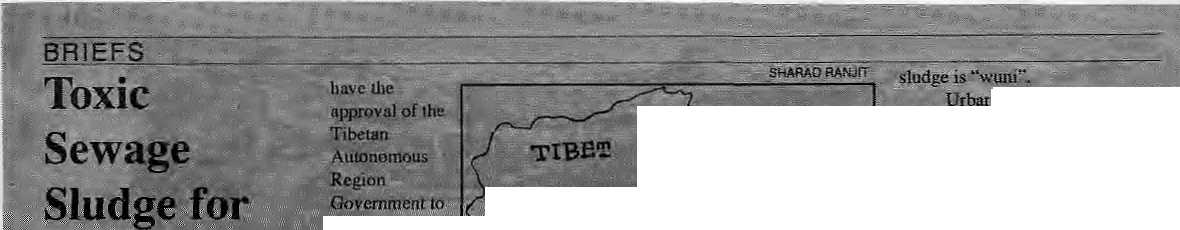 BRIEFS
Toxic
Sewage
Sludge for
have the
approval of the
Tibetan
Autonomous
Region
Government to
SHARAD RANJIT
TIBET
sludge is "wuni".